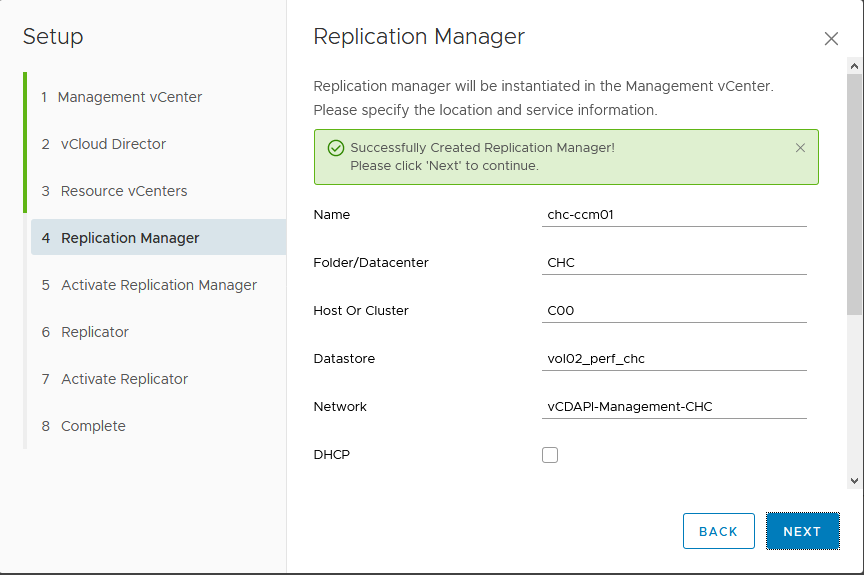 Setup
1 Management vCenter
2 vCloud Director
3 Resource vCenters
4 Replication Manager
5 Activate Replication Manager
6 Replicator
7 Activate Replicator
8 Complete
Replication Manager
Replication manager will be instantiated in the Management vCenter.
Please specify the location and service information.
Successfully Created Replication Manager!
Please click 'Next' to continue.
Name chc-ccm01
Folder/Datacenter CHC
Host Or Cluster C00
Datastore vol02_perf_chc
Network vCDAPI-Management-CHC
DHCP
BACK NEXT